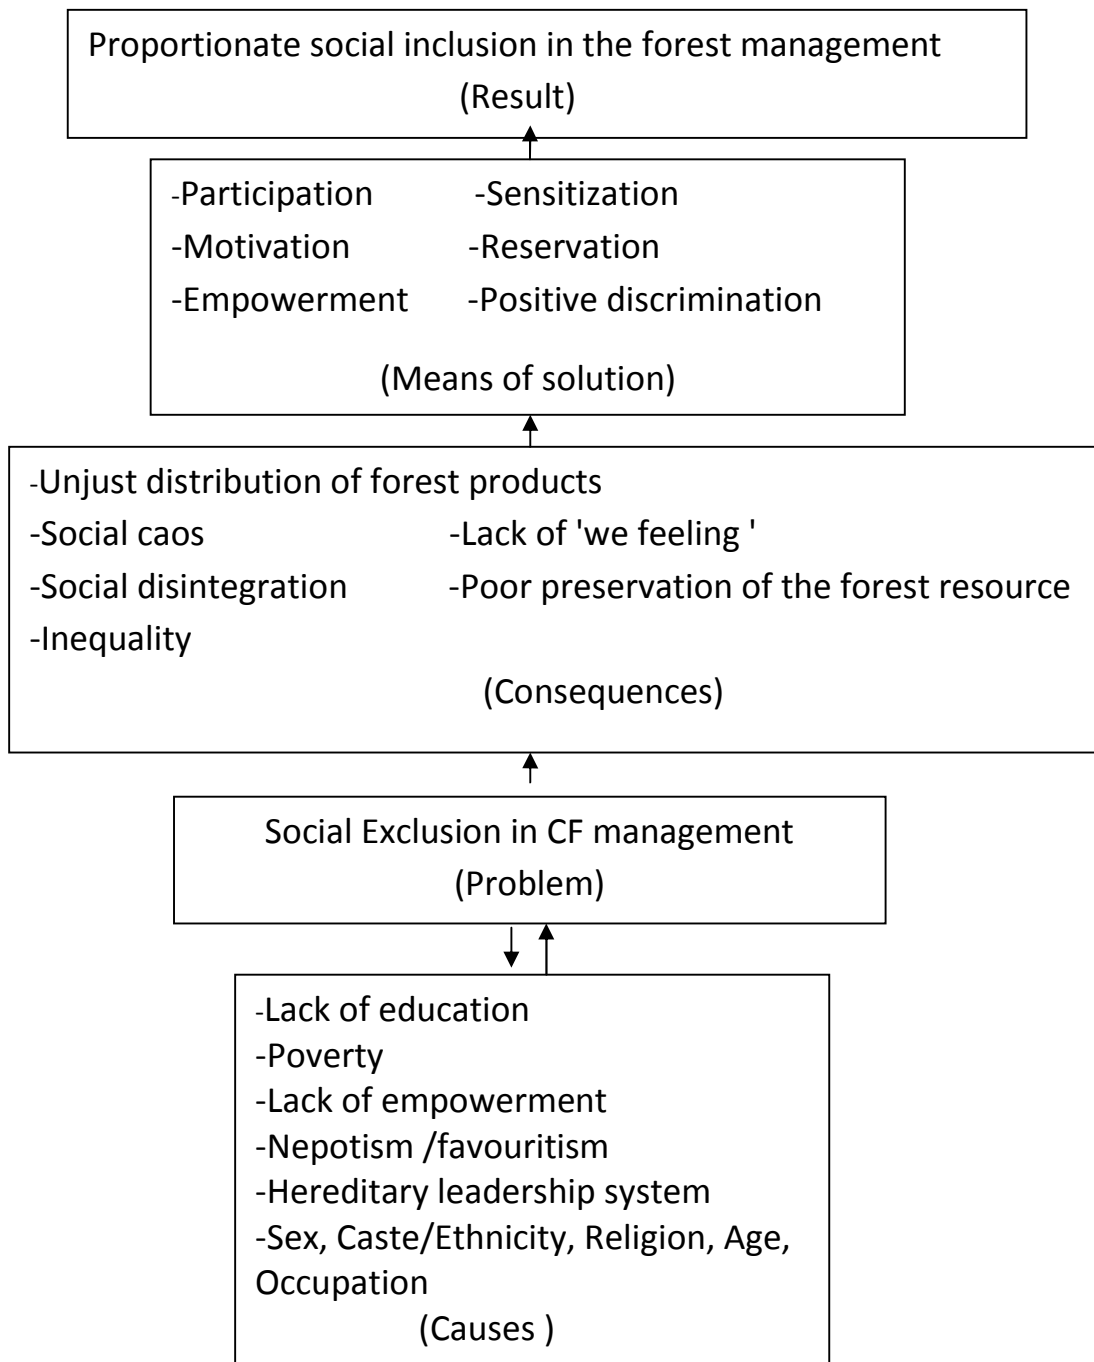 Proportionate social inclusion in the forest management
(Result)
-Participation -Sensitization
-Motivation -Reservation
-Empowerment -Positive discrimination
(Means of solution)
-Unjust distribution of forest products
-Social caos -Lack of 'we feeling '
-Social disintegration -Poor preservation of the forest resource
-Inequality
(Consequences)
Social Exclusion in CF management
(Problem)
-Lack of education
-Poverty
-Lack of empowerment
-Nepotism /favouritism
-Hereditary leadership system
-Sex, Caste/Ethnicity, Religion, Age,
Occupation
(Causes )